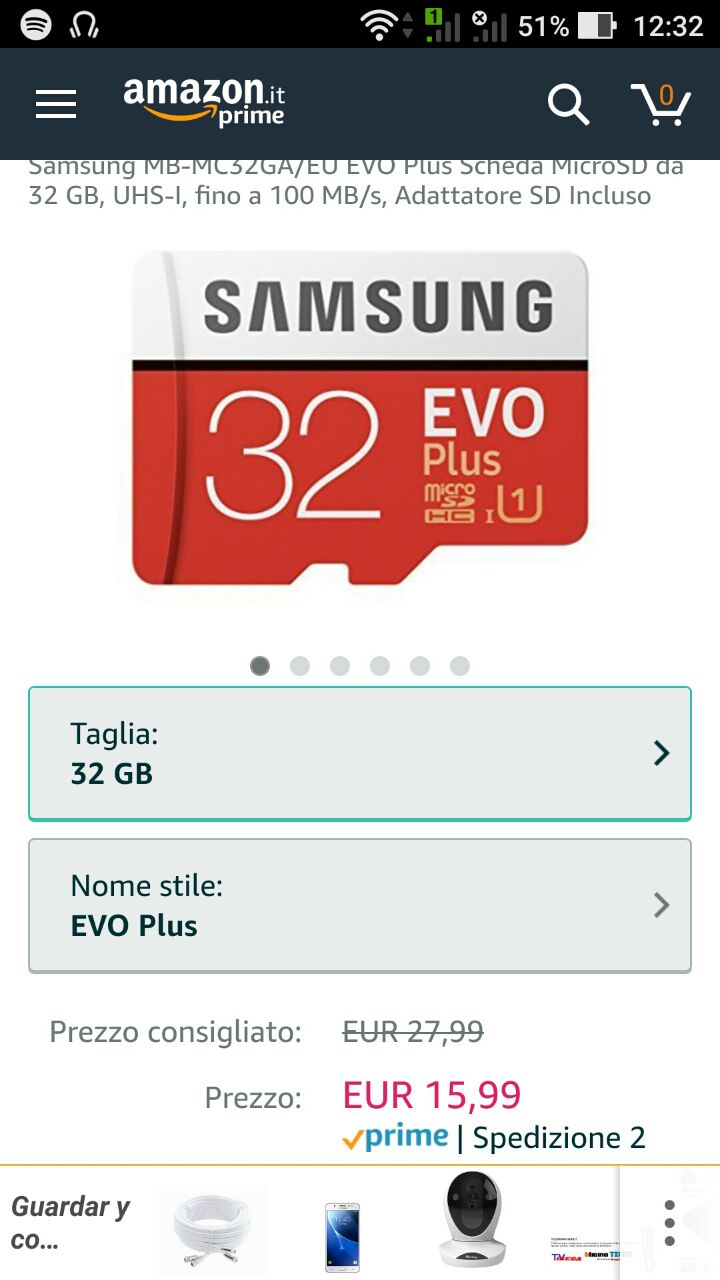 51% 12:32
amazon.it
prime
0
Samsung MB-MC32GA/EU EVO Plus Scheda MicroSD da
32 GB, UHS-I, fino a 100 MB/s, Adattatore SD Incluso
SAMSUNG
32
EVO
Plus
micro
SD
HC I U1
Taglia:
32 GB
Nome stile:
EVO Plus
Prezzo consigliato: EUR 27,99
Prezzo: EUR 15,99
prime | Spedizione 2
Guardar y
co...